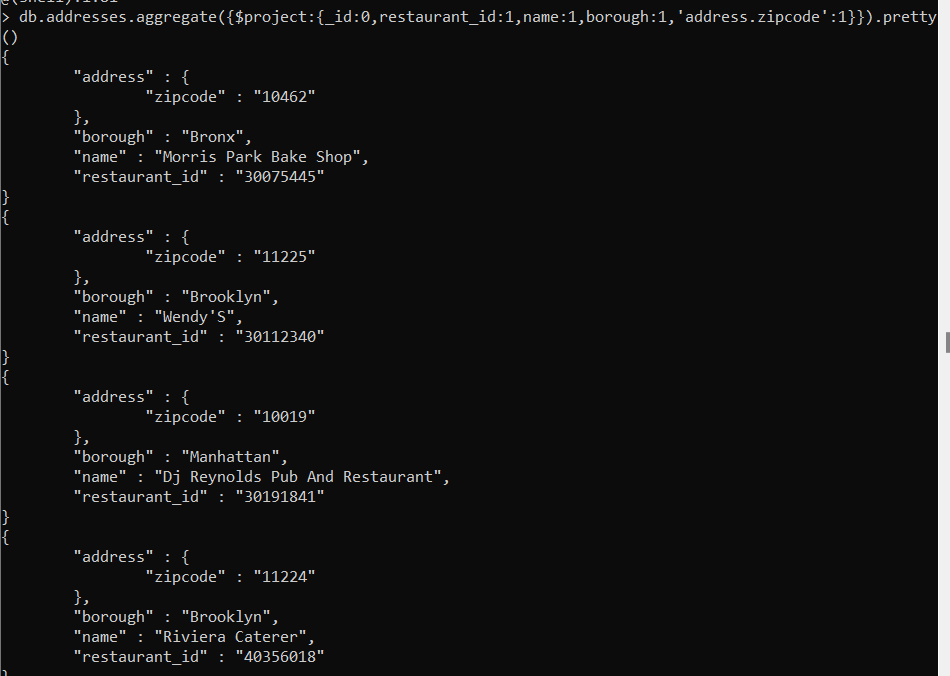 > db.addresses.aggregate({$project:{_id:0,restaurant_id:1,name:1,borough:1,'address.zipcode':1}}).pretty
()
{
        "address" : {
                "zipcode" : "10462"
        },
        "borough" : "Bronx",
        "name" : "Morris Park Bake Shop",
        "restaurant_id" : "30075445"
}
{
        "address" : {
                "zipcode" : "11225"
        },
        "borough" : "Brooklyn",
        "name" : "Wendy'S",
        "restaurant_id" : "30112340"
}
{
        "address" : {
                "zipcode" : "10019"
        },
        "borough" : "Manhattan",
        "name" : "Dj Reynolds Pub And Restaurant",
        "restaurant_id" : "30191841"
}
{
        "address" : {
                "zipcode" : "11224"
        },
        "borough" : "Brooklyn",
        "name" : "Riviera Caterer",
        "restaurant_id" : "40356018"
}